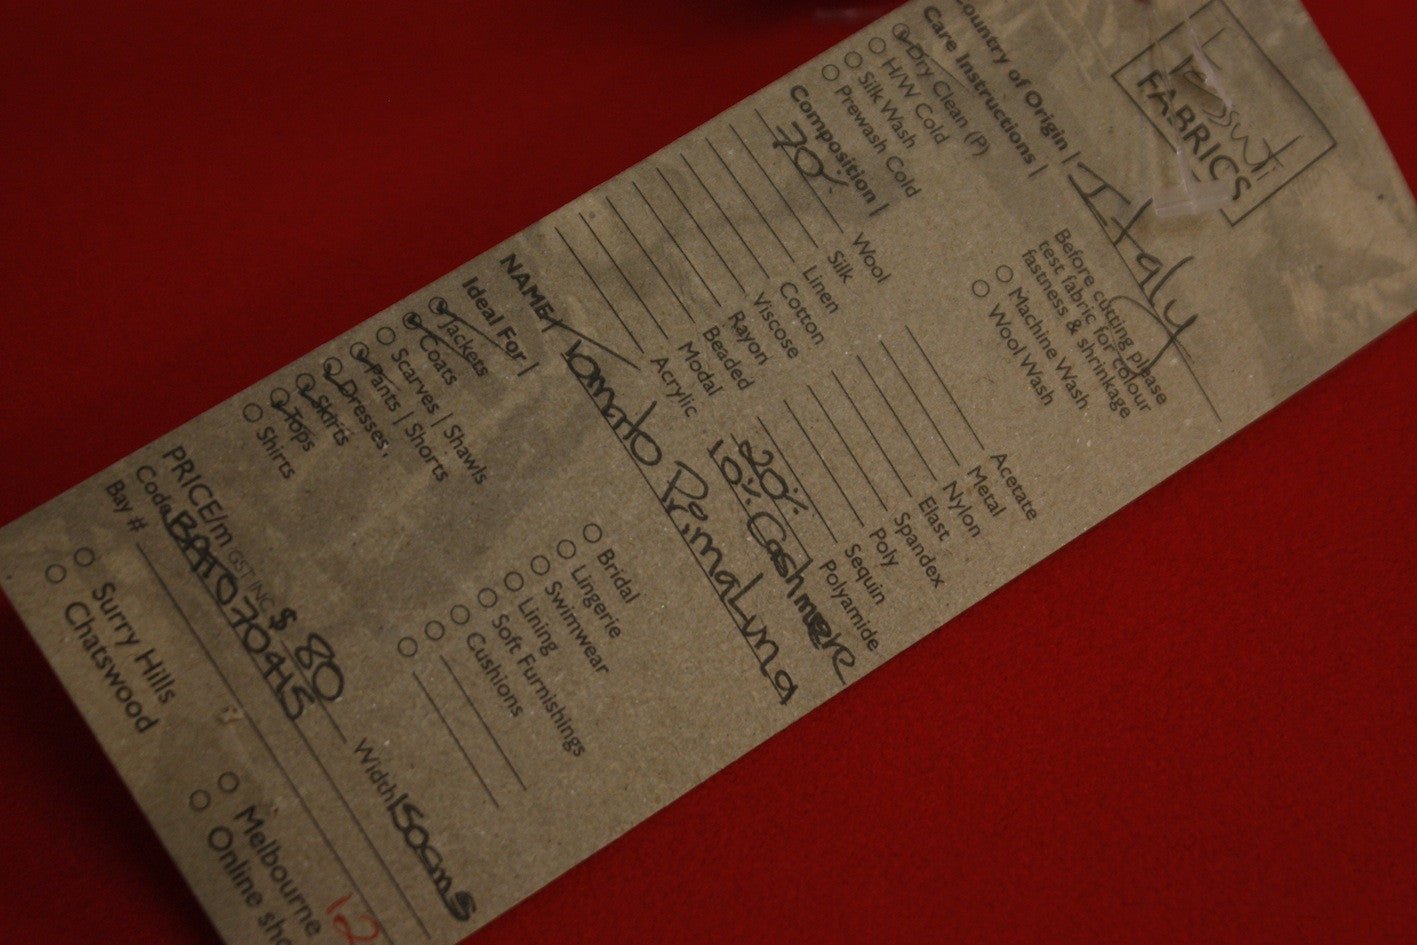 Tessuti
FABRICS
Country of Origin | Italy
Care Instructions |
Dry Clean (P)
H/W Cold
Silk Wash
Prewash Cold
Before cutting please
test fabric for colour
fastness & shrinkage
Machine Wash
Wool Wash
Composition |
70% Wool
Silk
Linen
Cotton
Viscose
Rayon
Beaded
Modal
Acrylic
Acetate
Metal
Nylon
Elast
Spandex
Poly
Sequin
20% Polyamide
10% Cashmere
NAME/ Tomato PrimaLina
Ideal For |
Jackets
Coats
Scarves | Shawls
Pants | Shorts
Dresses,
Skirts
Tops
Shirts
Bridal
Lingerie
Swimwear
Lining
Soft Furnishings
Cushions
PRICE/m GST INC $ 80 Width 150cms
Code
Bay #
Surry Hills
Chatswood
Melbourne
Online
12